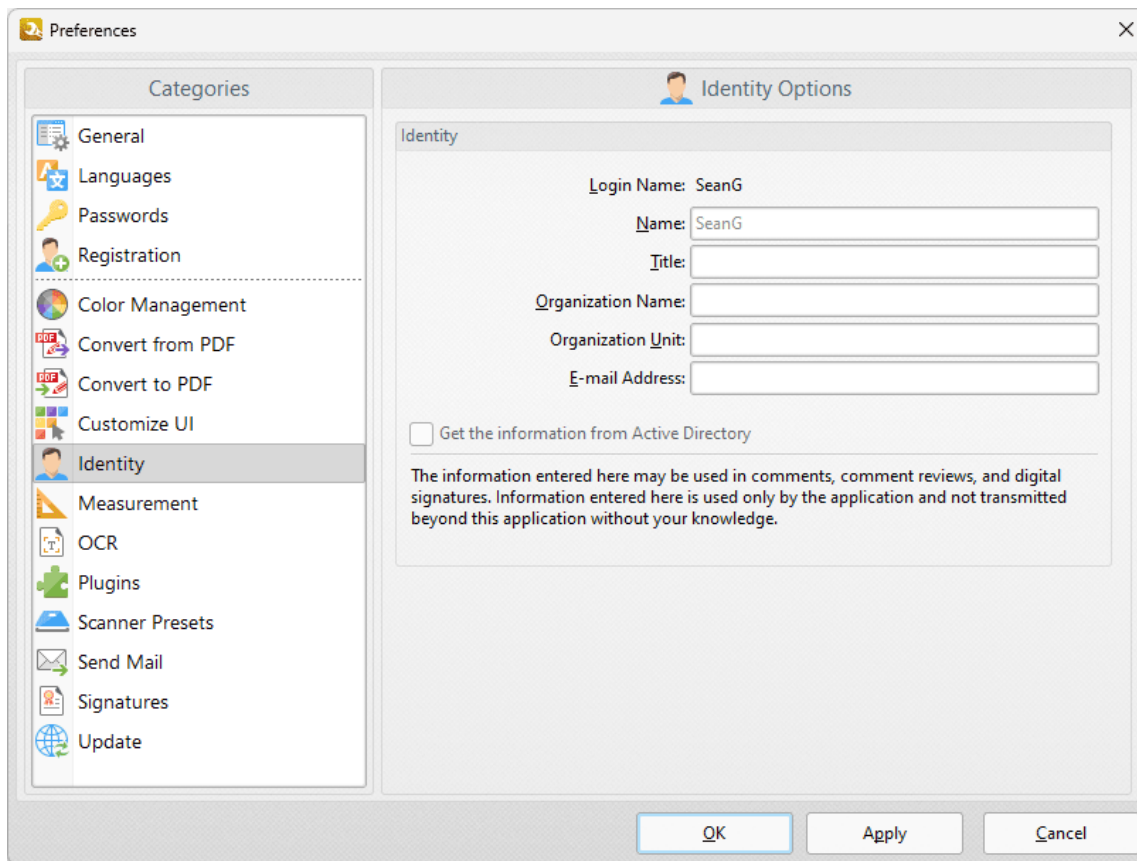 Preferences
Categories
General
Languages
Passwords
Registration
Color Management
Convert from PDF
Convert to PDF
Customize UI
Identity
Measurement
OCR
Plugins
Scanner Presets
Send Mail
Signatures
Update
Identity Options
Identity
Login Name: SeanG
Name: SeanG
Title:
Organization Name:
Organization Unit:
E-mail Address:
Get the information from Active Directory
The information entered here may be used in comments, comment reviews, and digital
signatures. Information entered here is used only by the application and not transmitted
beyond this application without your knowledge.
OK Apply Cancel